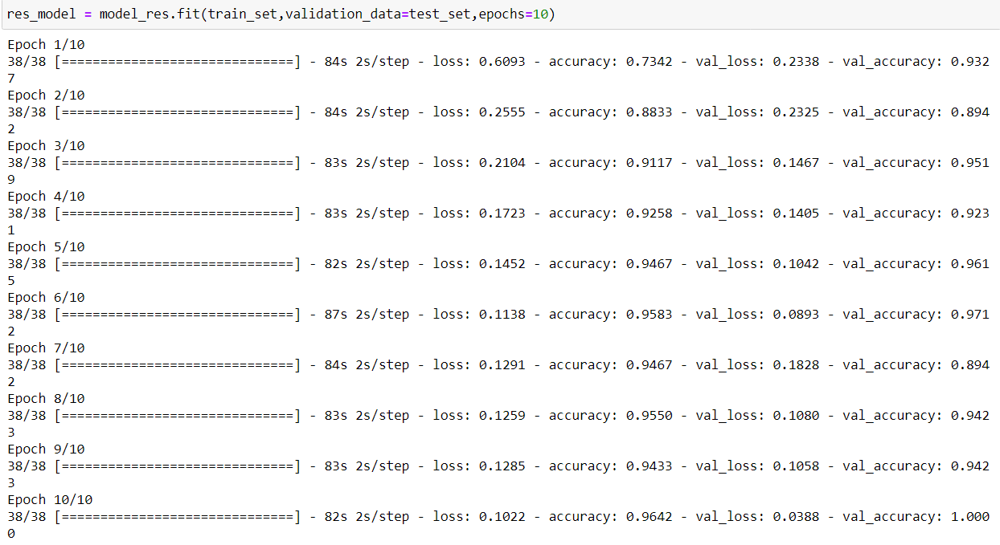 res_model = model_res.fit(train_set,validation_data=test_set,epochs=10)
Epoch 1/10
38/38 [==============================] - 84s 2s/step - loss: 0.6093 - accuracy: 0.7342 - val_loss: 0.2338 - val_accuracy: 0.932
7
Epoch 2/10
38/38 [==============================] - 84s 2s/step - loss: 0.2555 - accuracy: 0.8833 - val_loss: 0.2325 - val_accuracy: 0.894
2
Epoch 3/10
38/38 [==============================] - 83s 2s/step - loss: 0.2104 - accuracy: 0.9117 - val_loss: 0.1467 - val_accuracy: 0.951
9
Epoch 4/10
38/38 [==============================] - 83s 2s/step - loss: 0.1723 - accuracy: 0.9258 - val_loss: 0.1405 - val_accuracy: 0.923
1
Epoch 5/10
38/38 [==============================] - 82s 2s/step - loss: 0.1452 - accuracy: 0.9467 - val_loss: 0.1042 - val_accuracy: 0.961
5
Epoch 6/10
38/38 [==============================] - 87s 2s/step - loss: 0.1138 - accuracy: 0.9583 - val_loss: 0.0893 - val_accuracy: 0.971
2
Epoch 7/10
38/38 [==============================] - 84s 2s/step - loss: 0.1291 - accuracy: 0.9467 - val_loss: 0.1828 - val_accuracy: 0.894
2
Epoch 8/10
38/38 [==============================] - 83s 2s/step - loss: 0.1259 - accuracy: 0.9550 - val_loss: 0.1080 - val_accuracy: 0.942
3
Epoch 9/10
38/38 [==============================] - 83s 2s/step - loss: 0.1285 - accuracy: 0.9433 - val_loss: 0.1058 - val_accuracy: 0.942
3
Epoch 10/10
38/38 [==============================] - 82s 2s/step - loss: 0.1022 - accuracy: 0.9642 - val_loss: 0.0388 - val_accuracy: 1.000
0